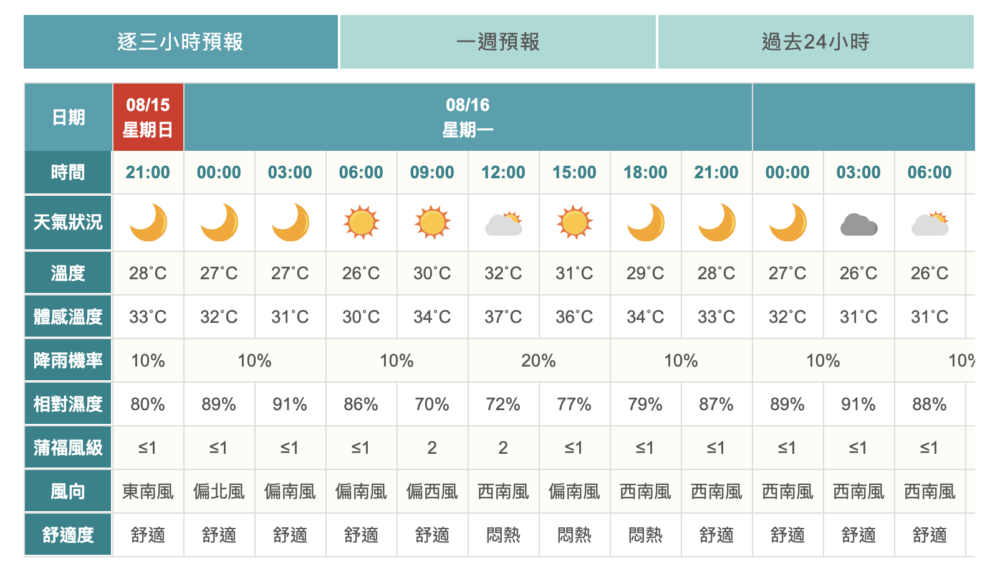 逐三小時預報 一週預報 過去24小時
日期 08/15 星期日 08/16 星期一
時間 21:00 00:00 03:00 06:00 09:00 12:00 15:00 18:00 21:00 00:00 03:00 06:00
天氣狀況
溫度 28˚C 27˚C 27˚C 26˚C 30˚C 32˚C 31˚C 29˚C 28˚C 27˚C 26˚C 26˚C
體感溫度 33˚C 32˚C 31˚C 30˚C 34˚C 37˚C 36˚C 34˚C 33˚C 32˚C 31˚C 31˚C
降雨機率 10% 10% 10% 20% 10% 10% 10%
相對濕度 80% 89% 91% 86% 70% 72% 77% 79% 87% 89% 91% 88%
蒲福風級 ≤1 ≤1 ≤1 ≤1 2 2 ≤1 ≤1 ≤1 ≤1 ≤1 ≤1
風向 東南風 偏北風 偏南風 偏南風 偏西風 西南風 偏南風 西南風 西南風 西南風 西南風 西南風
舒適度 舒適 舒適 舒適 舒適 舒適 悶熱 悶熱 悶熱 舒適 舒適 舒適 舒適